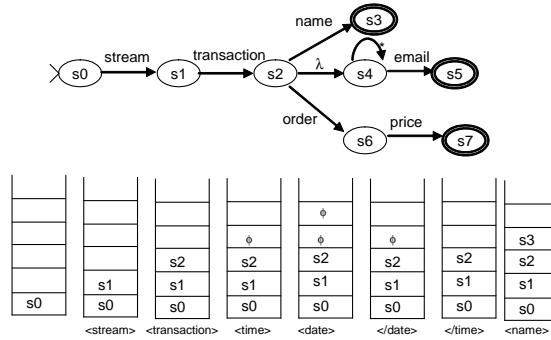 name s3
stream transaction * email
s0 s1 s2 λ s4 s5
order price
s6 s7
ϕ
ϕ ϕ ϕ s3
s2 s2 s2 s2 s2 s2
s1 s1 s1 s1 s1 s1 s1
s0 s0 s0 s0 s0 s0 s0 s0
<stream> <transaction> <time> <date> </date> </time> <name>